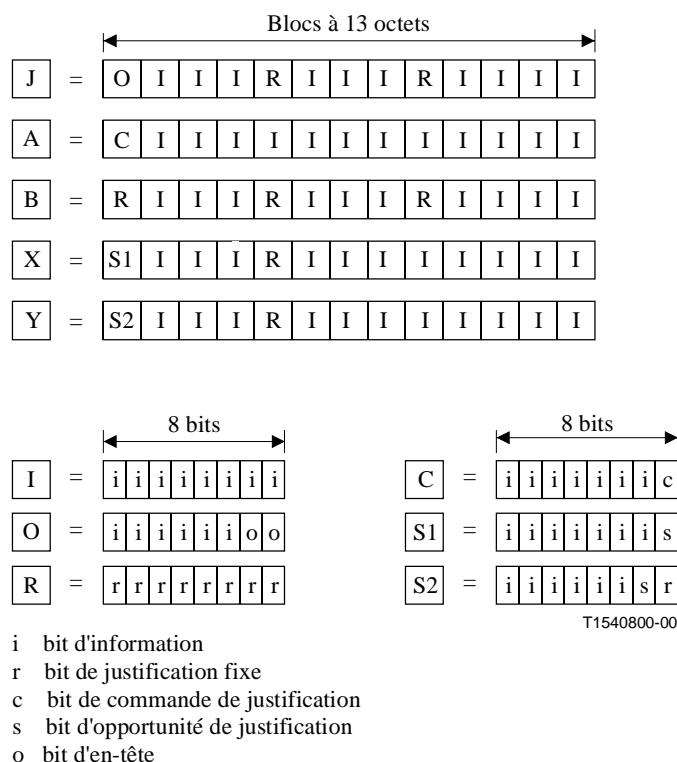 Blocs à 13 octets
J = O I I I R I I I R I I I I
A = C I I I I I I I I I I I I
B = R I I I R I I I R I I I I
X = S1 I I I R I I I I I I I I
Y = S2 I I I R I I I I I I I I
8 bits 8 bits
I = i i i i i i i i C = i i i i i i i c
O = i i i i i i o o S1 = i i i i i i i s
R = r r r r r r r r S2 = i i i i i i s r
T1540800-00
i bit d'information
r bit de justification fixe
c bit de commande de justification
s bit d'opportunité de justification
o bit d'en-tête